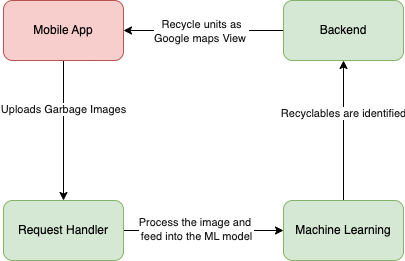 Mobile App
Recycle units as
Google maps View
Backend
Uploads Garbage Images
Recyclables are identified
Request Handler
Process the image and
feed into the ML model
Machine Learning